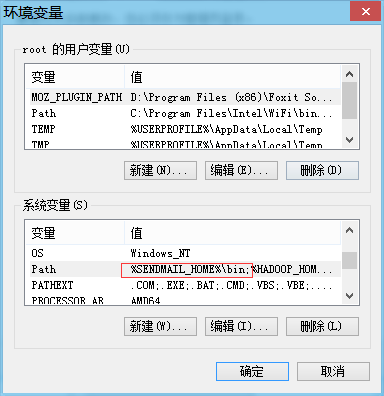 环境变量
root 的用户变量(U)
变量 值
MOZ_PLUGIN_PATH D:\Program Files (x86)\Foxit So...
Path C:\Program Files\Intel\WiFi\bin...
TEMP %USERPROFILE%\AppData\Local\Temp
TMP %USERPROFILE%\AppData\Local\Temp
新建(N)... 编辑(E)... 删除(D)
系统变量(S)
变量 值
OS Windows_NT
Path %SENDMAIL_HOME%\bin;%HADOOP_HOM...
PATHEXT .COM;.EXE;.BAT;.CMD;.VBS;.VBE;....
PROCESSOR_AR AMD64
新建(W)... 编辑(I)... 删除(L)
确定 取消